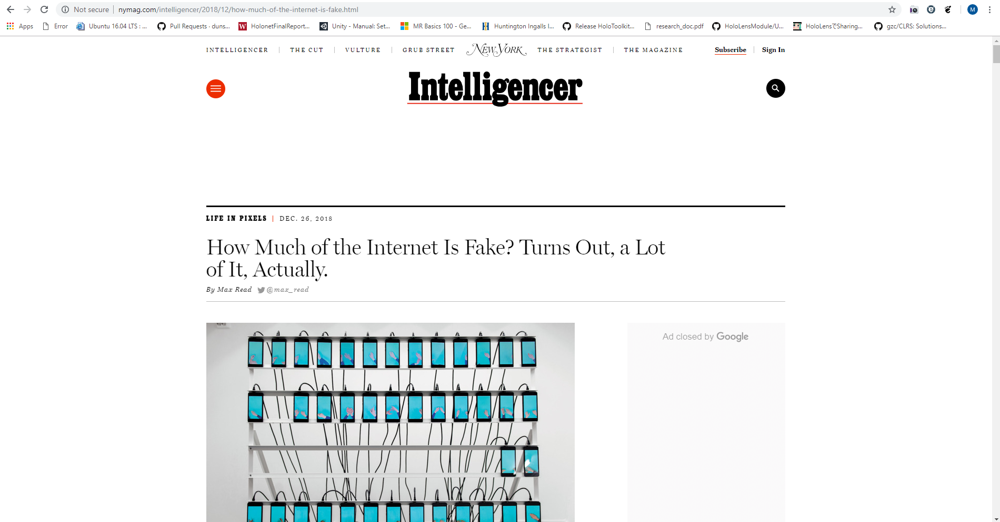 Not secure | nymag.com/intelligencer/2018/12/how-much-of-the-internet-is-fake.html
M
Apps Error Ubuntu 16.04 LTS : ... Pull Requests · duns... HolonetFinalReport... Unity - Manual: Set... MR Basics 100 - Ge... Huntington Ingalls I... Release HoloToolkit... research_doc.pdf HoloLensModule/U... HoloLensでSharing... gzc/CLRS: Solutions...
INTELLIGENCER | THE CUT | VULTURE | GRUB STREET NEW YORK THE STRATEGIST | THE MAGAZINE Subscribe | Sign In
Intelligencer
LIFE IN PIXELS | DEC. 26, 2018
How Much of the Internet Is Fake? Turns Out, a Lot
of It, Actually.
By Max Read @max_read
Ad closed by Google